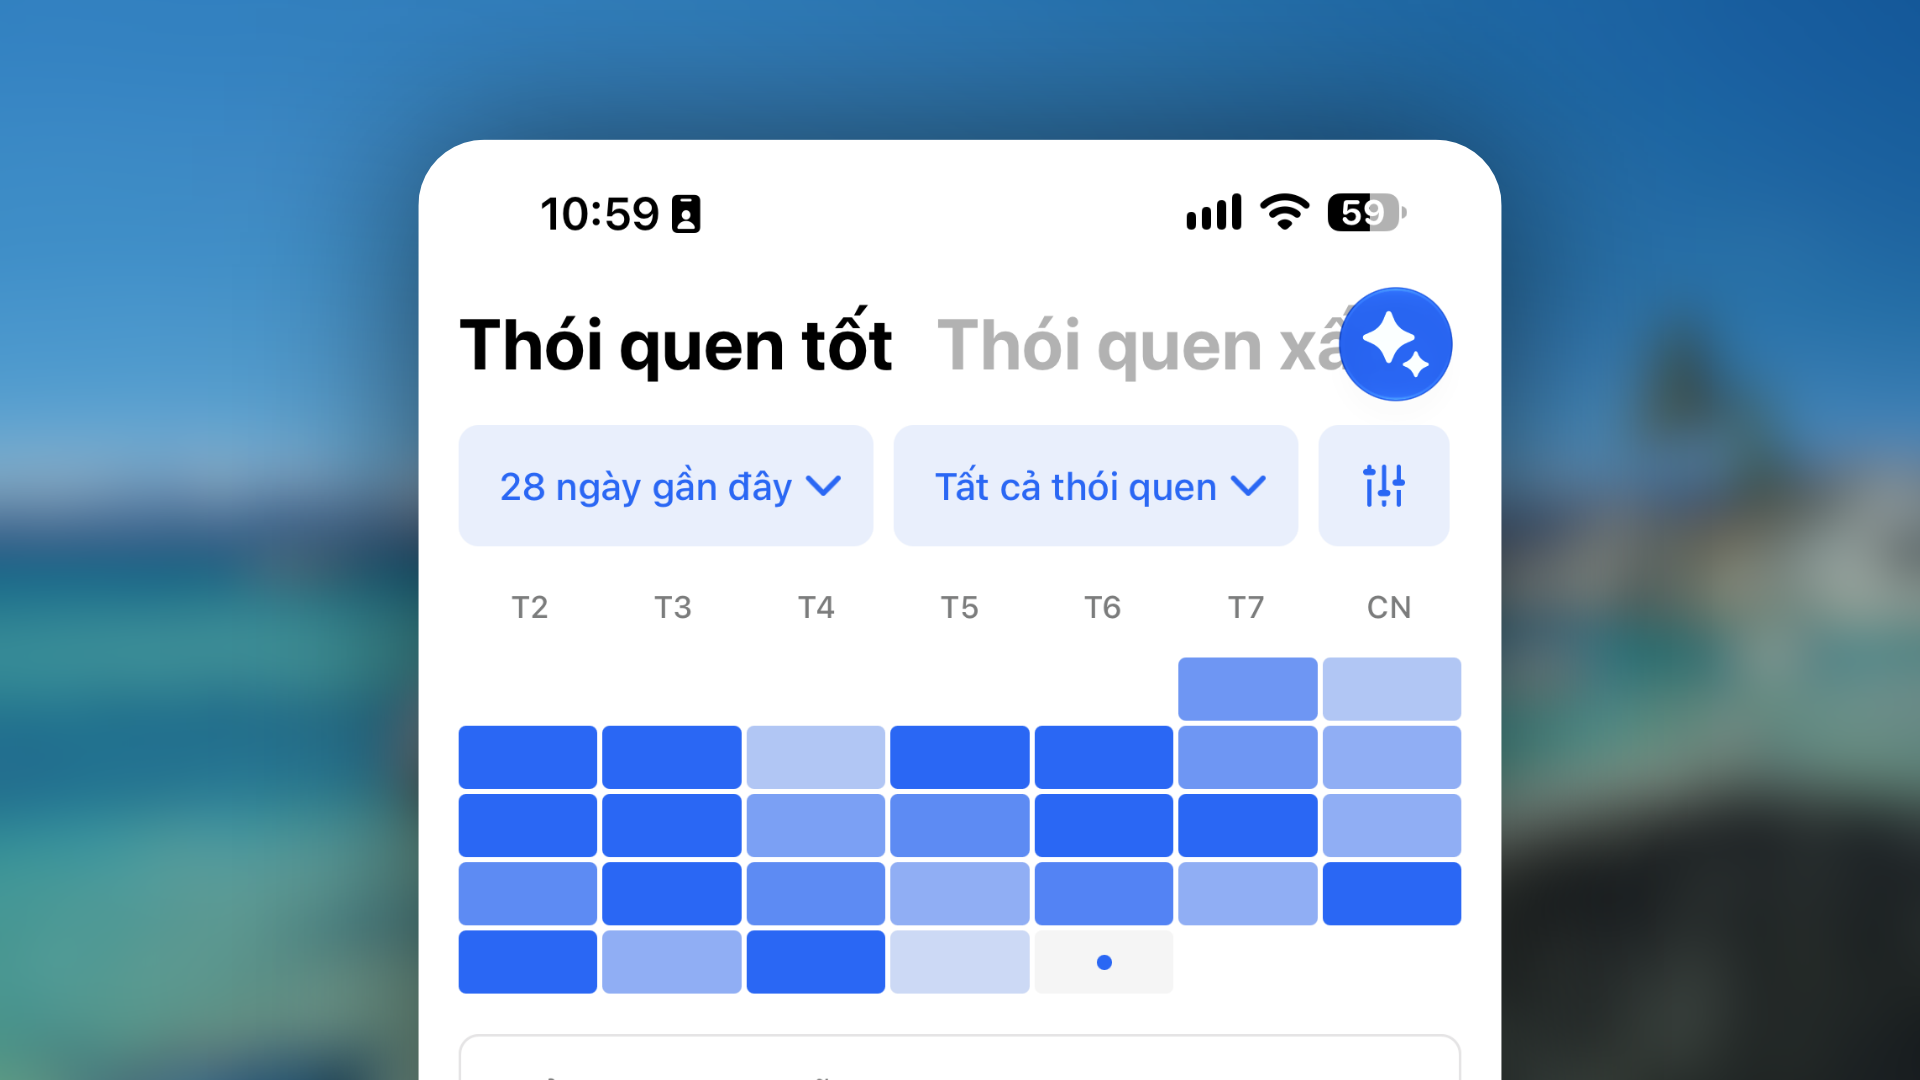 10:59
59
Thói quen tốt Thói quen xấ
28 ngày gần đây Tất cả thói quen
T2 T3 T4 T5 T6 T7 CN